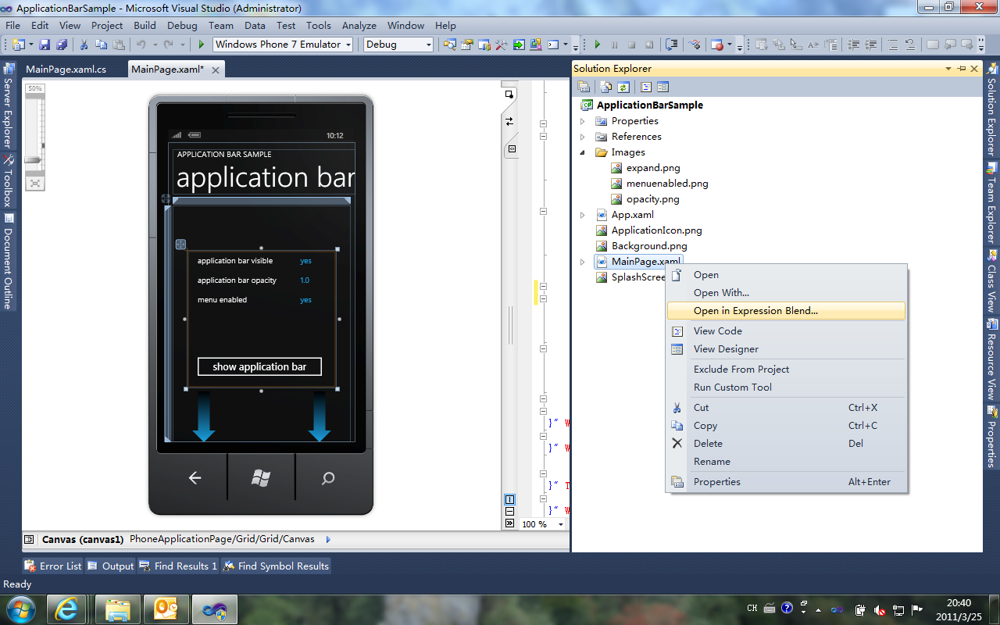 ApplicationBarSample - Microsoft Visual Studio (Administrator)
File Edit View Project Build Debug Team Data Test Tools Analyze Window Help
Windows Phone 7 Emulator Debug
MainPage.xaml.cs MainPage.xaml*
Server Explorer
Toolbox
Document Outline
50%
10:12
APPLICATION BAR SAMPLE
application bar
application bar visible yes
application bar opacity 1.0
menu enabled yes
show application bar
}" W
}" W
}" T
}" W
100 %
Canvas (canvas1) PhoneApplicationPage/Grid/Grid/Canvas
Solution Explorer
ApplicationBarSample
Properties
References
Images
expand.png
menuenabled.png
opacity.png
App.xaml
ApplicationIcon.png
Background.png
MainPage.xaml
SplashScree
Open
Open With...
Open in Expression Blend...
View Code
View Designer
Exclude From Project
Run Custom Tool
Cut Ctrl+X
Copy Ctrl+C
Delete Del
Rename
Properties Alt+Enter
Solution Explorer
Team Explorer
Class View
Resource View
Properties
Error List Output Find Results 1 Find Symbol Results
Ready
CH
20:40
2011/3/25